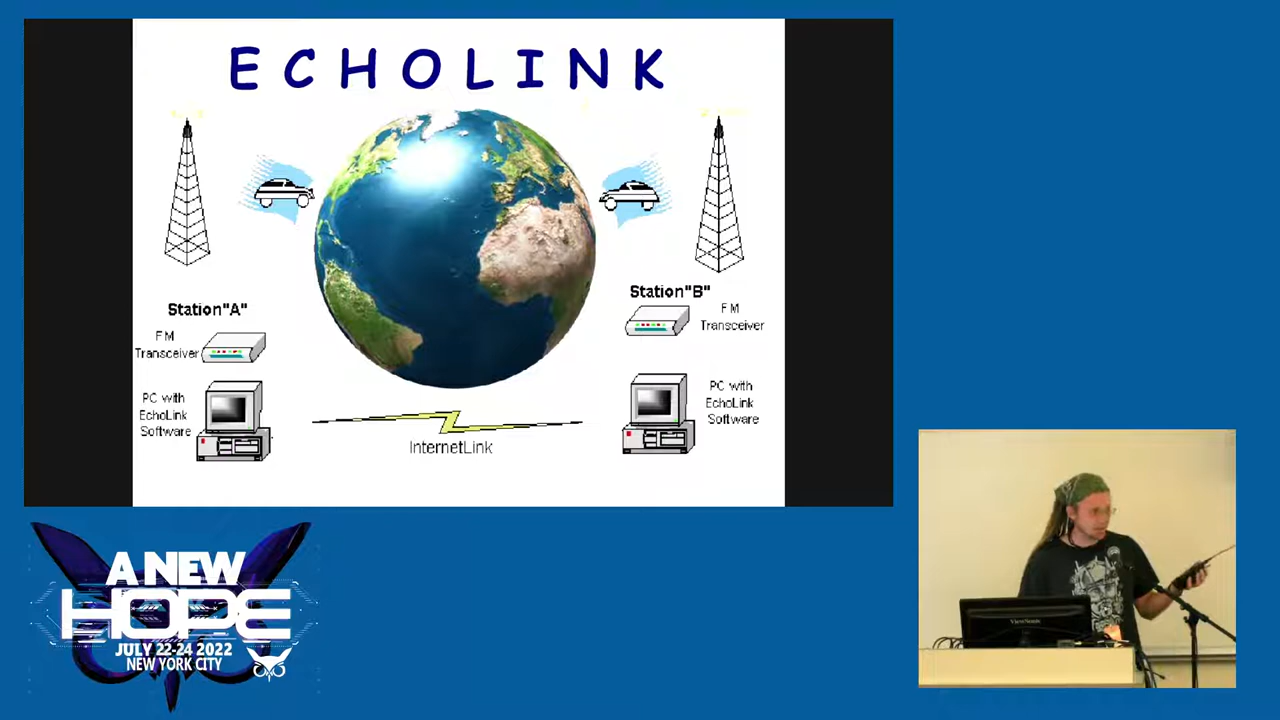 ECHOLINK
Station"A"
FM
Transceiver
PC with
EchoLink
Software
InternetLink
Station"B"
FM
Transceiver
PC with
EchoLink
Software
A NEW
HOPE
JULY 22-24 2022
NEW YORK CITY
ViewSonic